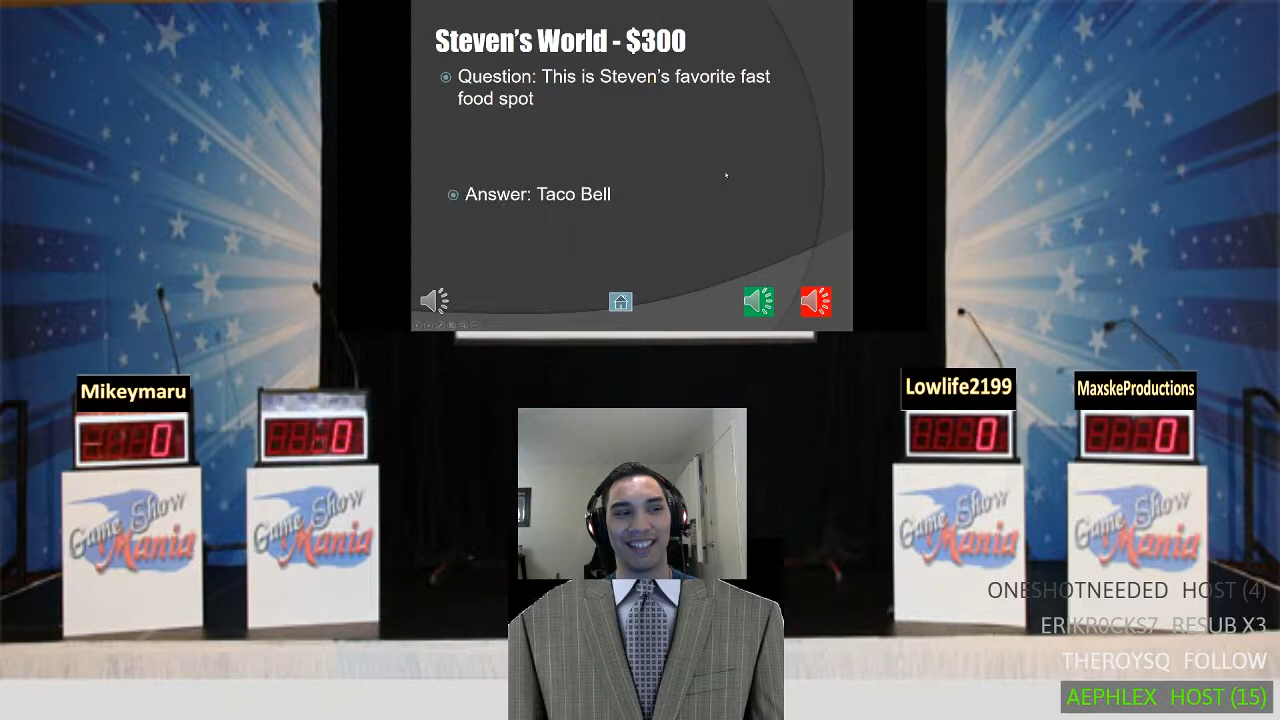 Steven's World - $300
Question: This is Steven's favorite fast
food spot
Answer: Taco Bell
Mikeymaru
0
0
Lowlife2199
0
MaxskeProductions
0
Game Show
Mania
Game Show
Mania
Game Show
Mania
Game Show
Mania
ONESHOTNEEDED HOST (4)
ERIKR0CKS7 RESUB X3
THEROYSQ FOLLOW
AEPHLEX HOST (15)